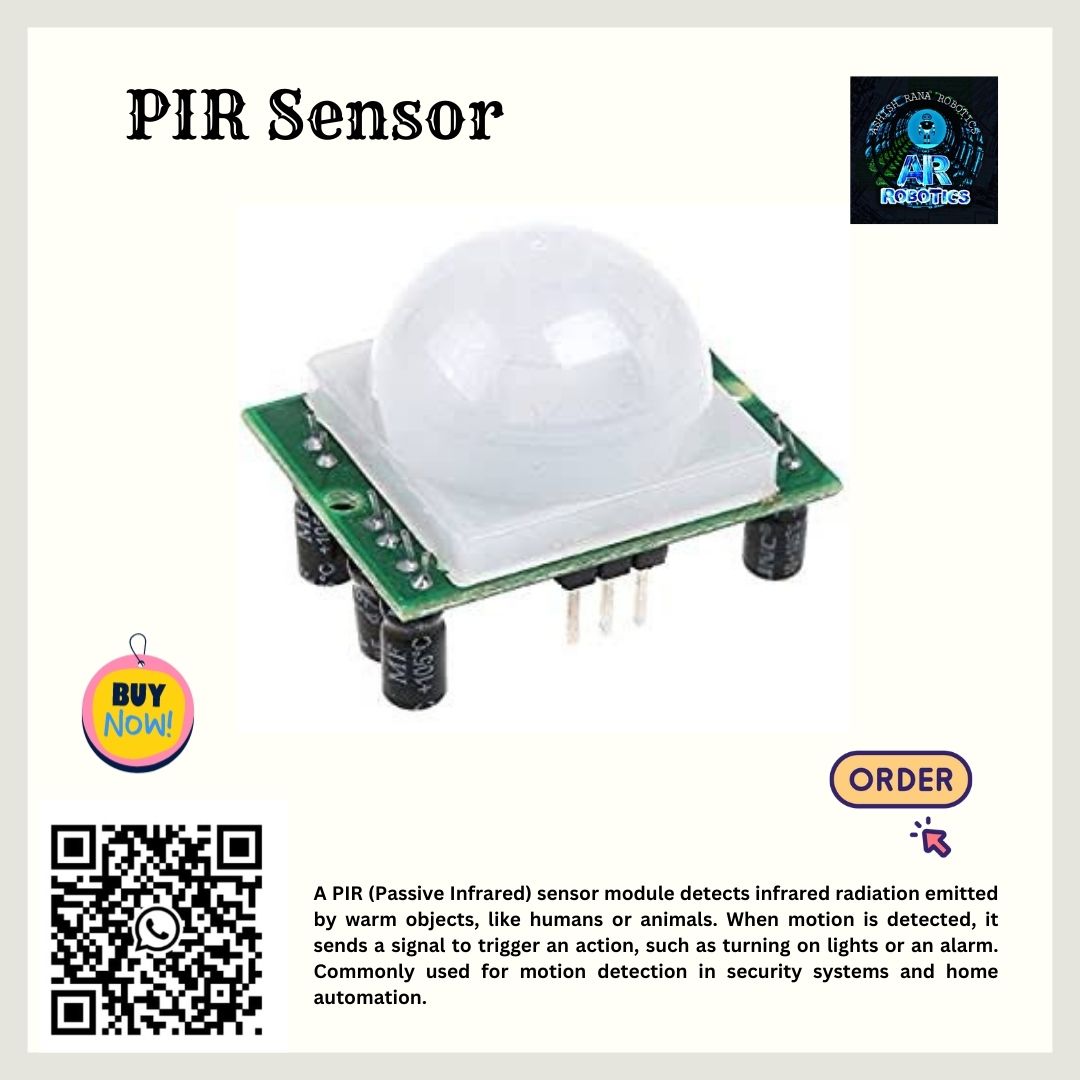 PIR Sensor
ASHISH RANA ROBOTICS
AR
ROBOTICS
MF
+105°C
BUY
NOW!
ORDER
A PIR (Passive Infrared) sensor module detects infrared radiation emitted
by warm objects, like humans or animals. When motion is detected, it
sends a signal to trigger an action, such as turning on lights or an alarm.
Commonly used for motion detection in security systems and home
automation.